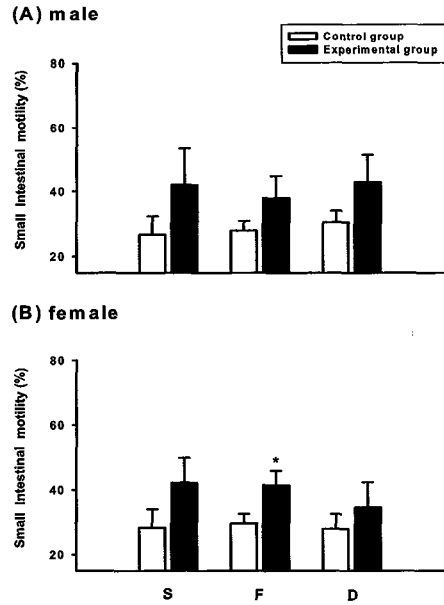 (A) male
Control group
Experimental group
Small Intestinal motility (%)
80
60
40
20
(B) female
Small Intestinal motility (%)
80
60
40
20
*
S F D